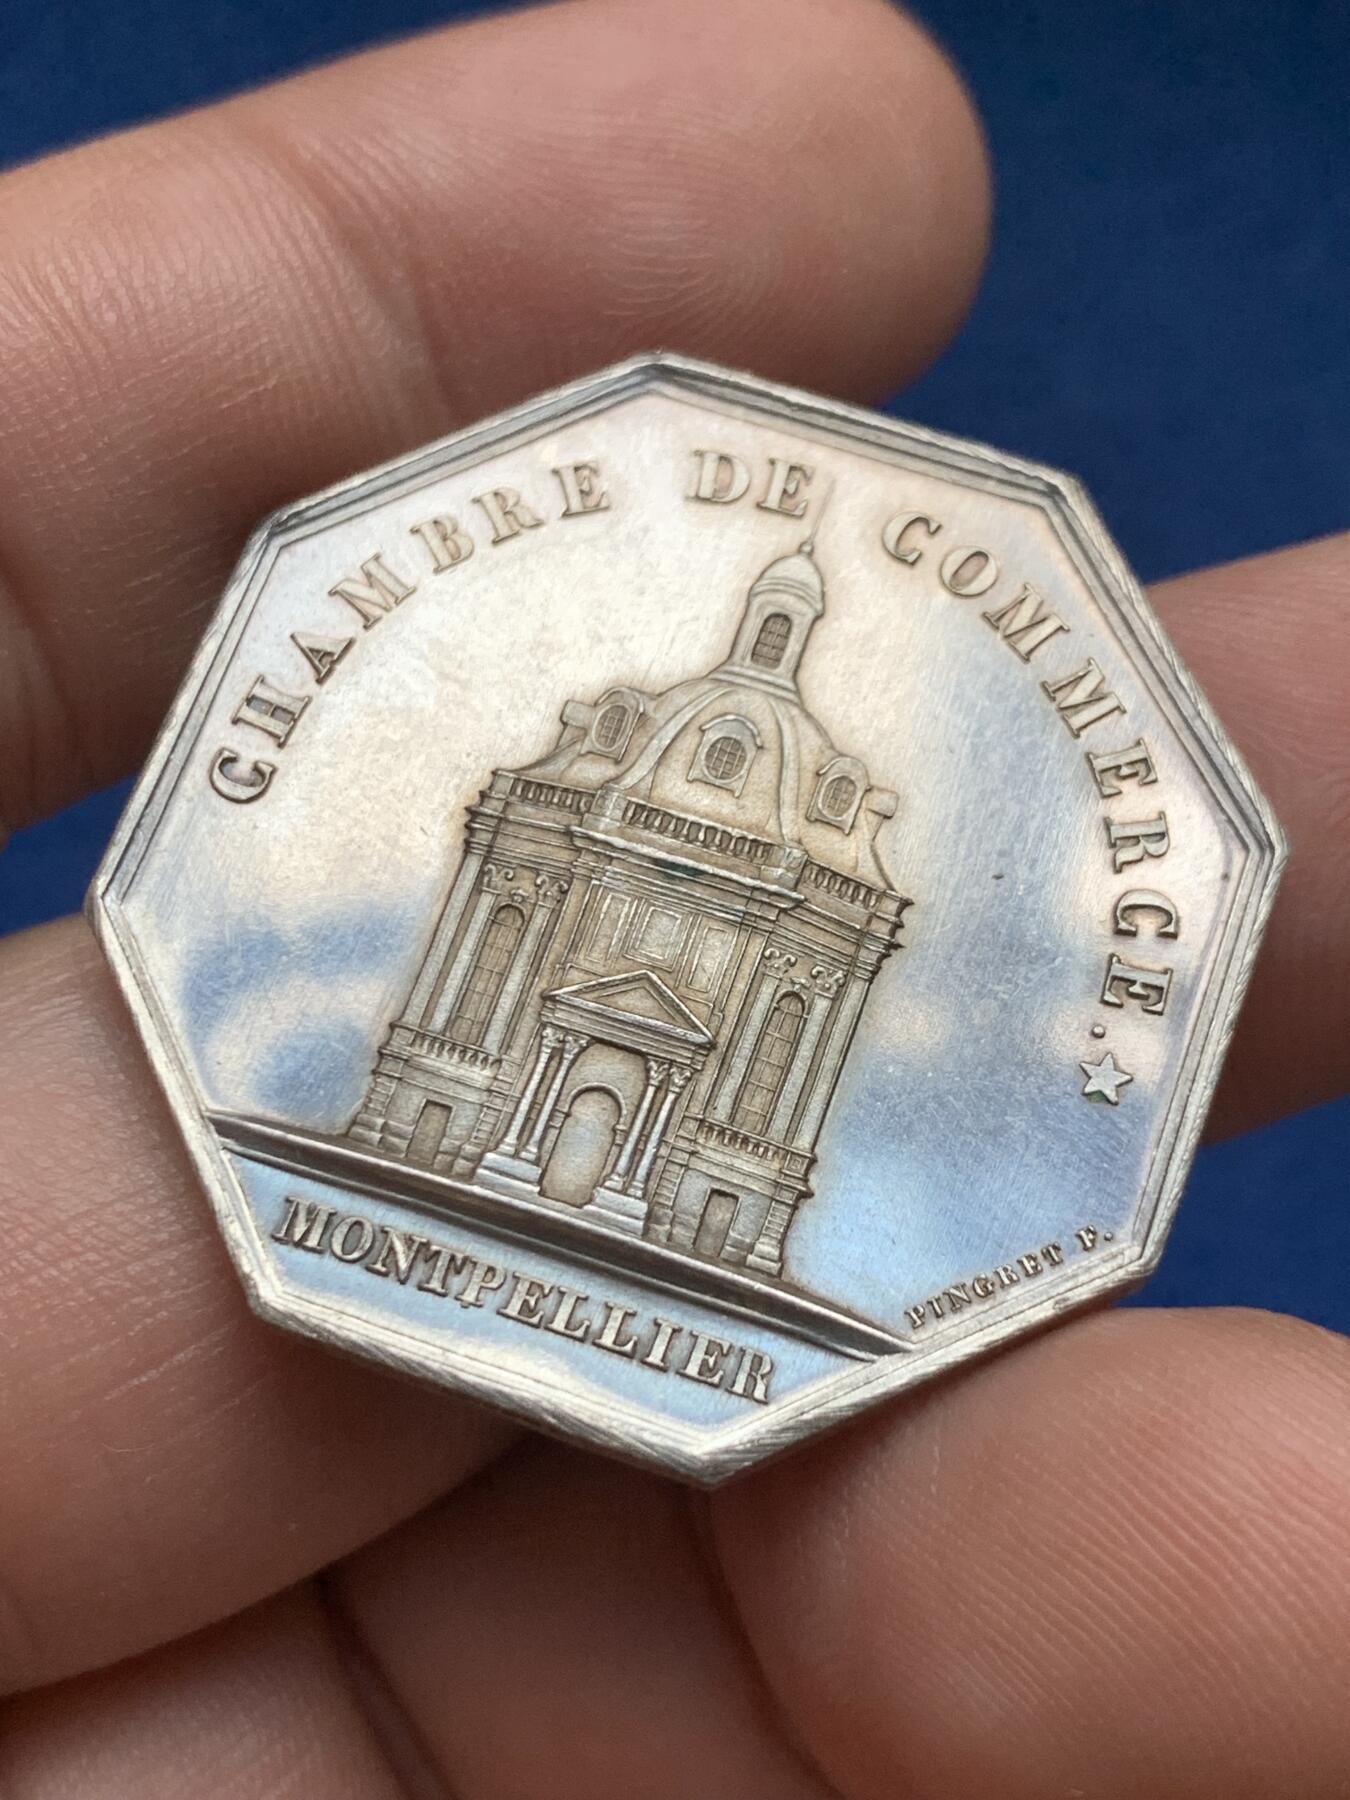 CHAMBRE DE COMMERCE.
MONTPELLIER
PINGRET F.